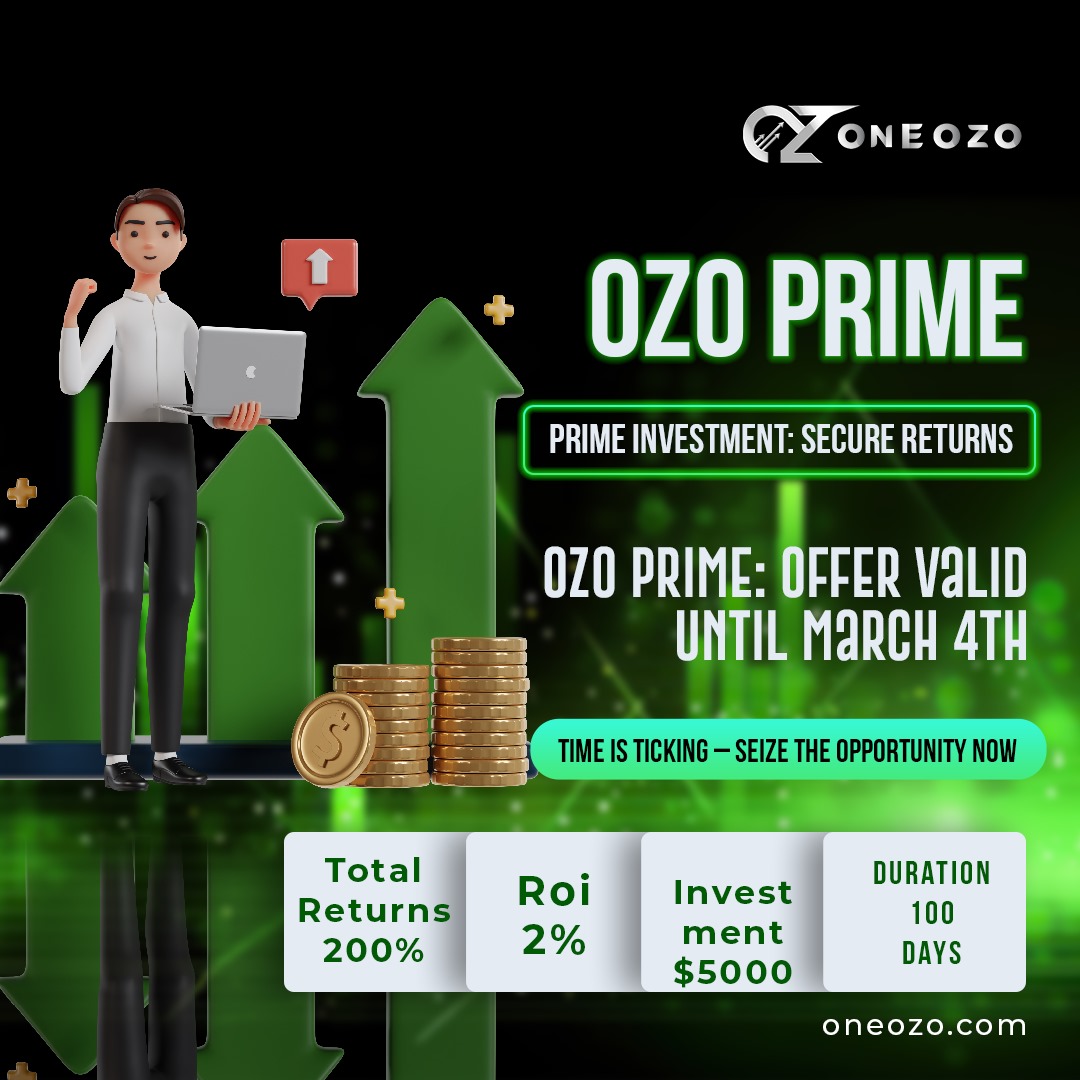 ONEOZO
OZO PRIME
PRIME INVESTMENT: SECURE RETURNS
OZO PRIME: OFFER VaLID
UNTIL MaRCH 4TH
TIME IS TICKING – SEIZE THE OPPORTUNITY NOW
Total
Returns
200%
Roi
2%
Invest
ment
$5000
DURATION
100
DAYS
oneozo.com